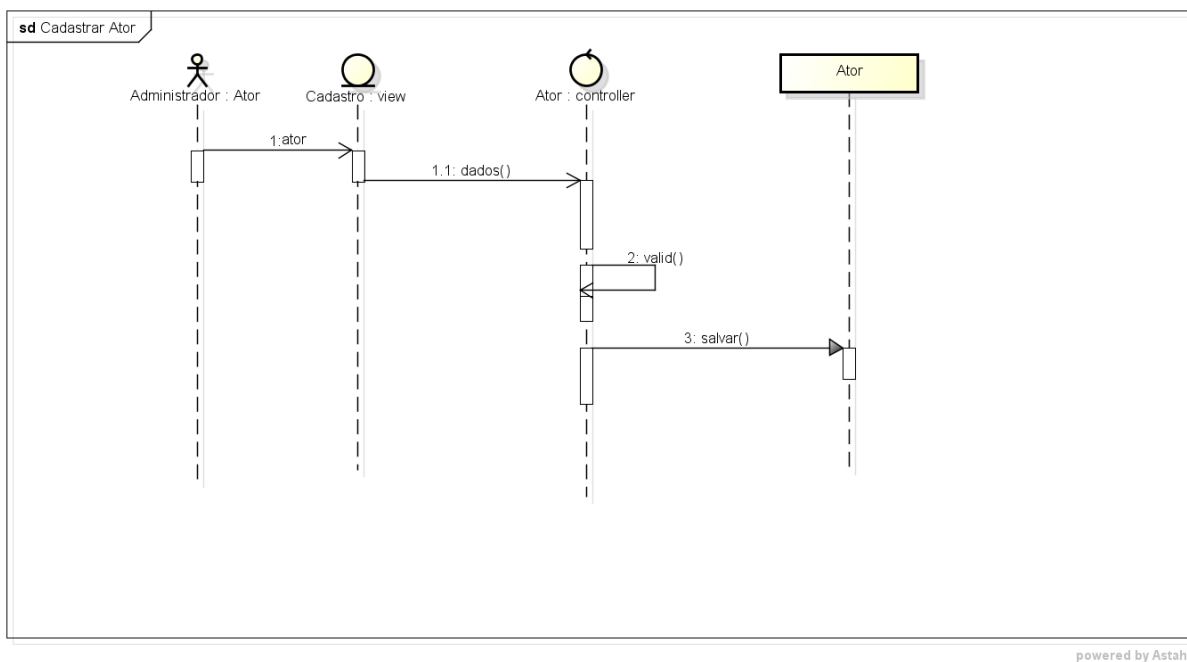 sd Cadastrar Ator
Administrador : Ator
Cadastro : view
Ator : controller
Ator
1:ator
1.1: dados()
2: valid()
3: salvar()
powered by Astah